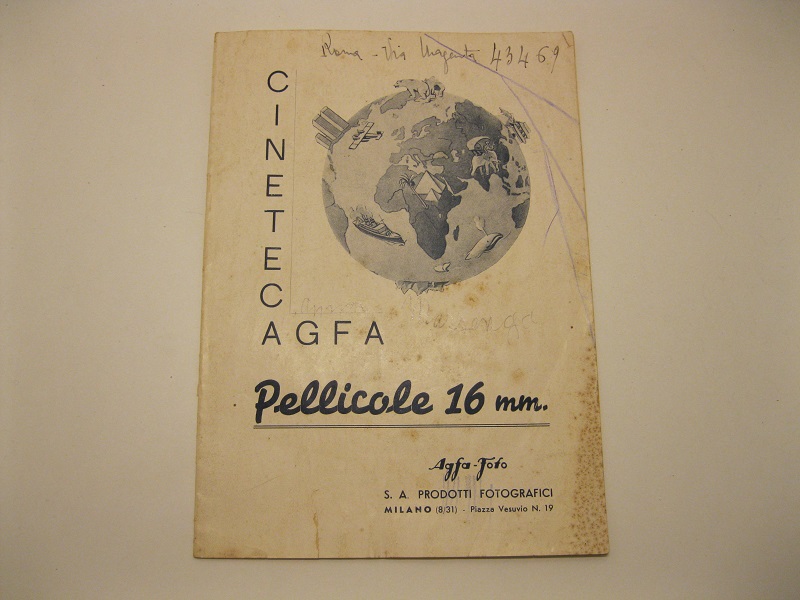 Roma - Via Magenta 43469
CINETECA
AGFA
Pellicole 16 mm.
Agfa-Foto
S. A. PRODOTTI FOTOGRAFICI
MILANO (8/31) - Piazza Vesuvio N. 19